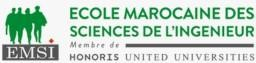 EMSI
ECOLE MAROCAINE DES
SCIENCES DE L'INGENIEUR
Membre de
HONORIS UNITED UNIVERSITIES